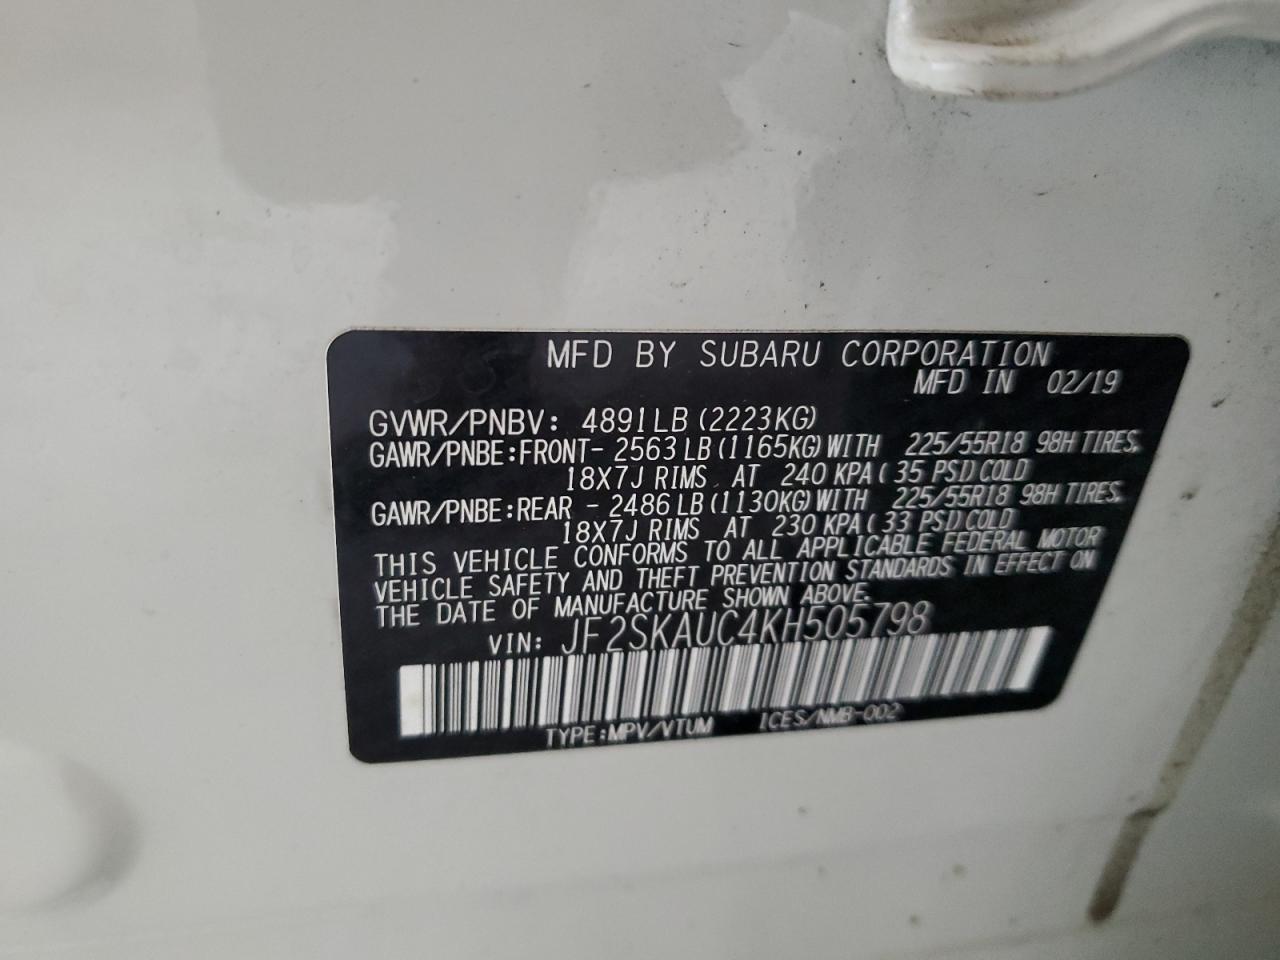 MFD BY SUBARU CORPORATION
MFD IN 02/19
GVWR/PNBV: 4891LB (2223KG)
GAWR/PNBE:FRONT- 2563 LB (1165KG) WITH 225/55R18 98H TIRES.
18X7J RIMS AT 240 KPA ( 35 PSI) COLD
GAWR/PNBE:REAR - 2486 LB (1130KG) WITH 225/55R18 98H TIRES.
18X7J RIMS AT 230 KPA ( 33 PSI) COLD
THIS VEHICLE CONFORMS TO ALL APPLICABLE FEDERAL MOTOR
VEHICLE SAFETY AND THEFT PREVENTION STANDARDS IN EFFECT ON
THE DATE OF MANUFACTURE SHOWN ABOVE.
VIN: JF2SKAUC4KH505798
TYPE:MPV/VTUM ICES/NMB-002